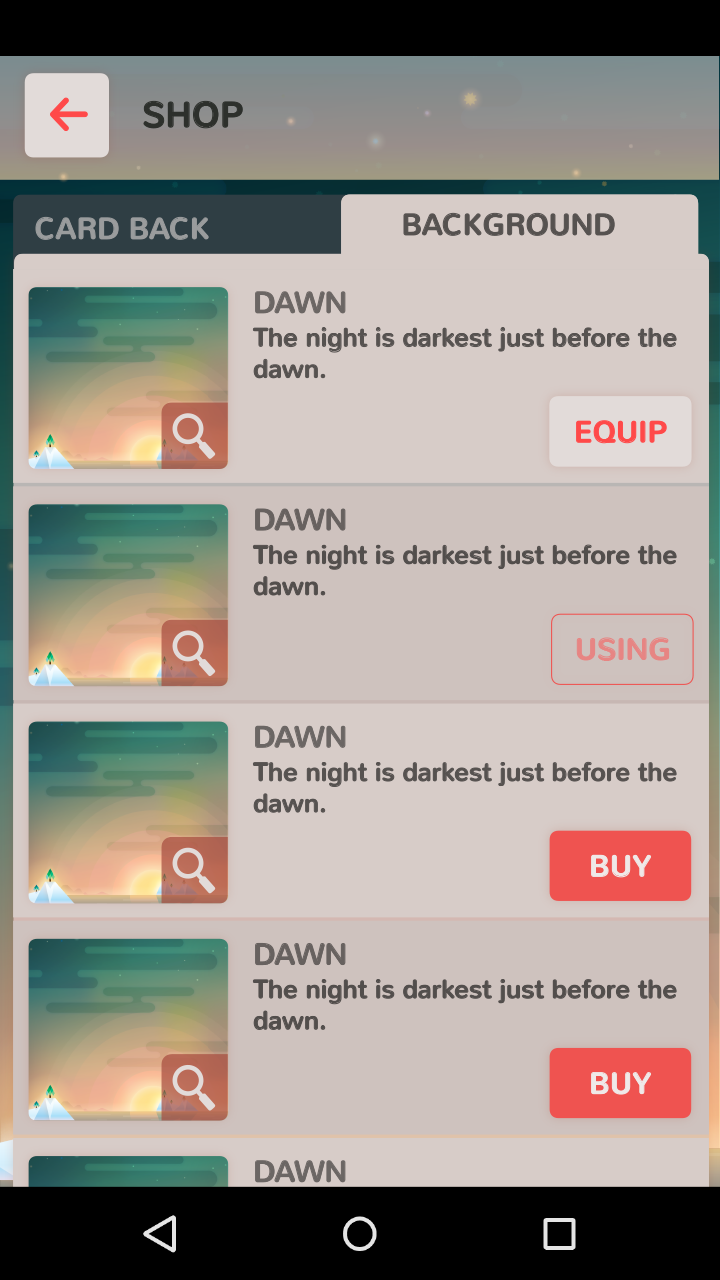 SHOP
CARD BACK
BACKGROUND
DAWN
The night is darkest just before the
dawn.
EQUIP
DAWN
The night is darkest just before the
dawn.
USING
DAWN
The night is darkest just before the
dawn.
BUY
DAWN
The night is darkest just before the
dawn.
BUY
DAWN